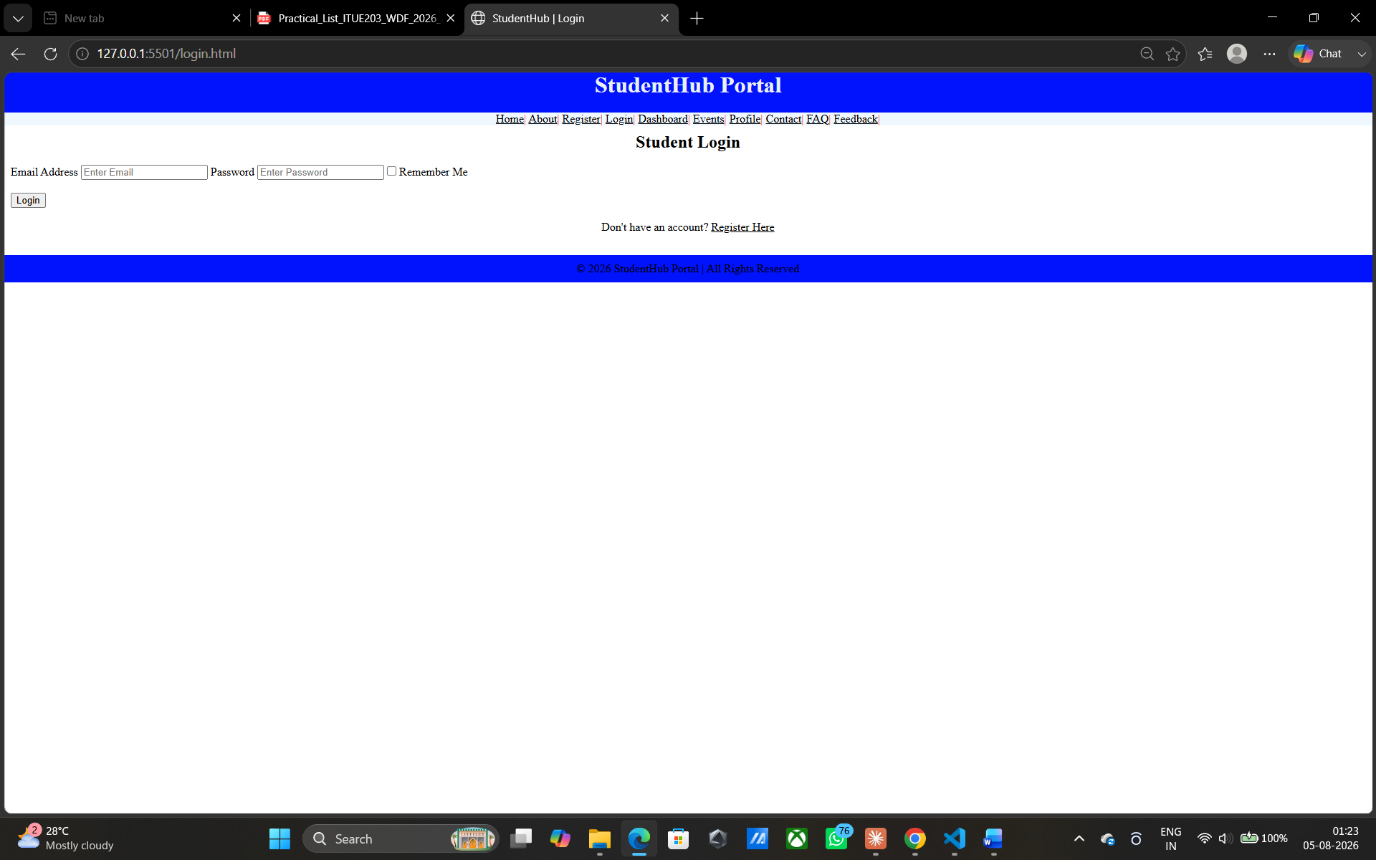 New tab
Practical_List_ITUE203_WDF_2026_
StudentHub | Login
127.0.0.1:5501/login.html
Chat
StudentHub Portal
Home| About| Register| Login| Dashboard| Events| Profile| Contact| FAQ| Feedback|
Student Login
Email Address Enter Email Password Enter Password Remember Me
Login
Don't have an account? Register Here
© 2026 StudentHub Portal | All Rights Reserved
2
28°C
Mostly cloudy
Search
76
ENG
IN
100%
01:23
05-08-2026